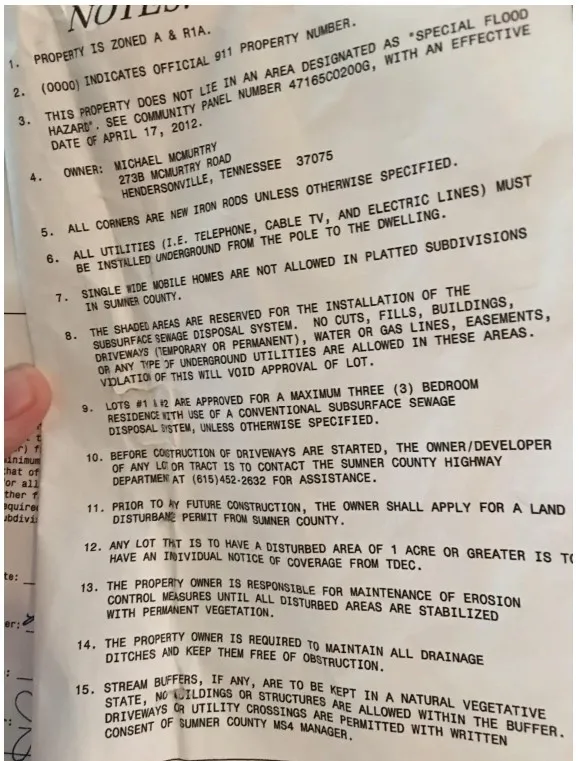 NOTES:
1. PROPERTY IS ZONED A & R1A.
2. (0000) INDICATES OFFICIAL 911 PROPERTY NUMBER.
3. THIS PROPERTY DOES NOT LIE IN AN AREA DESIGNATED AS "SPECIAL FLOOD
HAZARD". SEE COMMUNITY PANEL NUMBER 47165C0200G, WITH AN EFFECTIVE
DATE OF APRIL 17, 2012.
4. OWNER: MICHAEL MCMURTRY
273B MCMURTRY ROAD
HENDERSONVILLE, TENNESSEE 37075
5. ALL CORNERS ARE NEW IRON RODS UNLESS OTHERWISE SPECIFIED.
6. ALL UTILITIES (I.E. TELEPHONE, CABLE TV, AND ELECTRIC LINES) MUST
BE INSTALLED UNDERGROUND FROM THE POLE TO THE DWELLING.
7. SINGLE WIDE MOBILE HOMES ARE NOT ALLOWED IN PLATTED SUBDIVISIONS
IN SUMNER COUNTY.
8. THE SHADED AREAS ARE RESERVED FOR THE INSTALLATION OF THE
SUBSURFACE SEWAGE DISPOSAL SYSTEM. NO CUTS, FILLS, BUILDINGS,
DRIVEWAYS (TEMPORARY OR PERMANENT), WATER OR GAS LINES, EASEMENTS,
OR ANY TYPE OF UNDERGROUND UTILITIES ARE ALLOWED IN THESE AREAS.
VIOLATION OF THIS WILL VOID APPROVAL OF LOT.
9. LOTS #1 & #2 ARE APPROVED FOR A MAXIMUM THREE (3) BEDROOM
RESIDENCE WITH USE OF A CONVENTIONAL SUBSURFACE SEWAGE
DISPOSAL SYSTEM, UNLESS OTHERWISE SPECIFIED.
10. BEFORE CONSTRUCTION OF DRIVEWAYS ARE STARTED, THE OWNER/DEVELOPER
OF ANY LOT OR TRACT IS TO CONTACT THE SUMNER COUNTY HIGHWAY
DEPARTMENT AT (615)452-2632 FOR ASSISTANCE.
11. PRIOR TO ANY FUTURE CONSTRUCTION, THE OWNER SHALL APPLY FOR A LAND
DISTURBANCE PERMIT FROM SUMNER COUNTY.
12. ANY LOT THAT IS TO HAVE A DISTURBED AREA OF 1 ACRE OR GREATER IS TO
HAVE AN INDIVIDUAL NOTICE OF COVERAGE FROM TDEC.
13. THE PROPERTY OWNER IS RESPONSIBLE FOR MAINTENANCE OF EROSION
CONTROL MEASURES UNTIL ALL DISTURBED AREAS ARE STABILIZED
WITH PERMANENT VEGETATION.
14. THE PROPERTY OWNER IS REQUIRED TO MAINTAIN ALL DRAINAGE
DITCHES AND KEEP THEM FREE OF OBSTRUCTION.
15. STREAM BUFFERS, IF ANY, ARE TO BE KEPT IN A NATURAL VEGETATIVE
STATE, NO BUILDINGS OR STRUCTURES ARE ALLOWED WITHIN THE BUFFER.
DRIVEWAYS OR UTILITY CROSSINGS ARE PERMITTED WITH WRITTEN
CONSENT OF SUMNER COUNTY MS4 MANAGER.